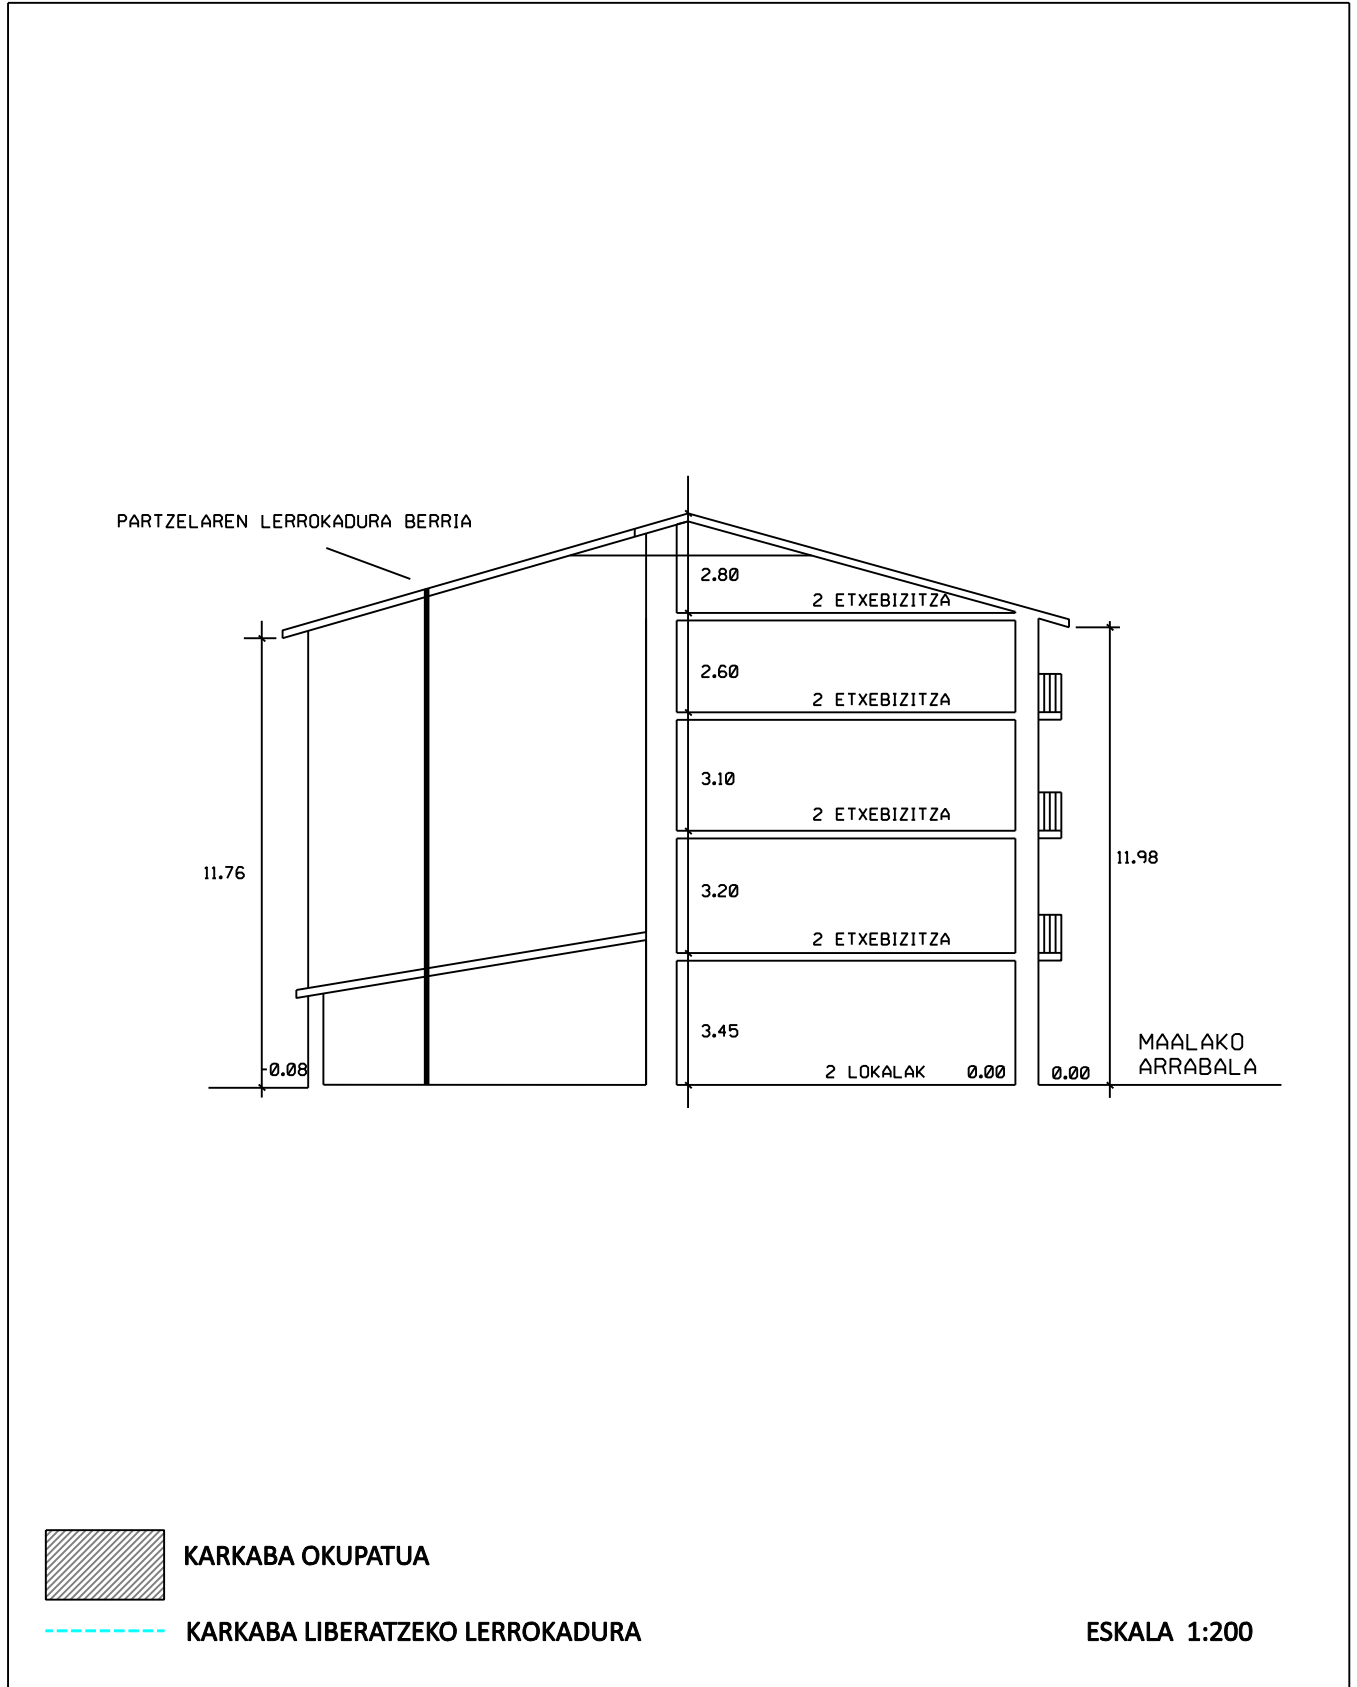 PARTZELAREN LERROKADURA BERRIA
2.80
2 ETXEBIZITZA
2.60
2 ETXEBIZITZA
3.10
2 ETXEBIZITZA
11.76
11.98
3.20
2 ETXEBIZITZA
3.45
MAALAKO
ARRABALA
-0.08
2 LOKALAK 0.00
0.00
KARKABA OKUPATUA
KARKABA LIBERATZEKO LERROKADURA
ESKALA 1:200